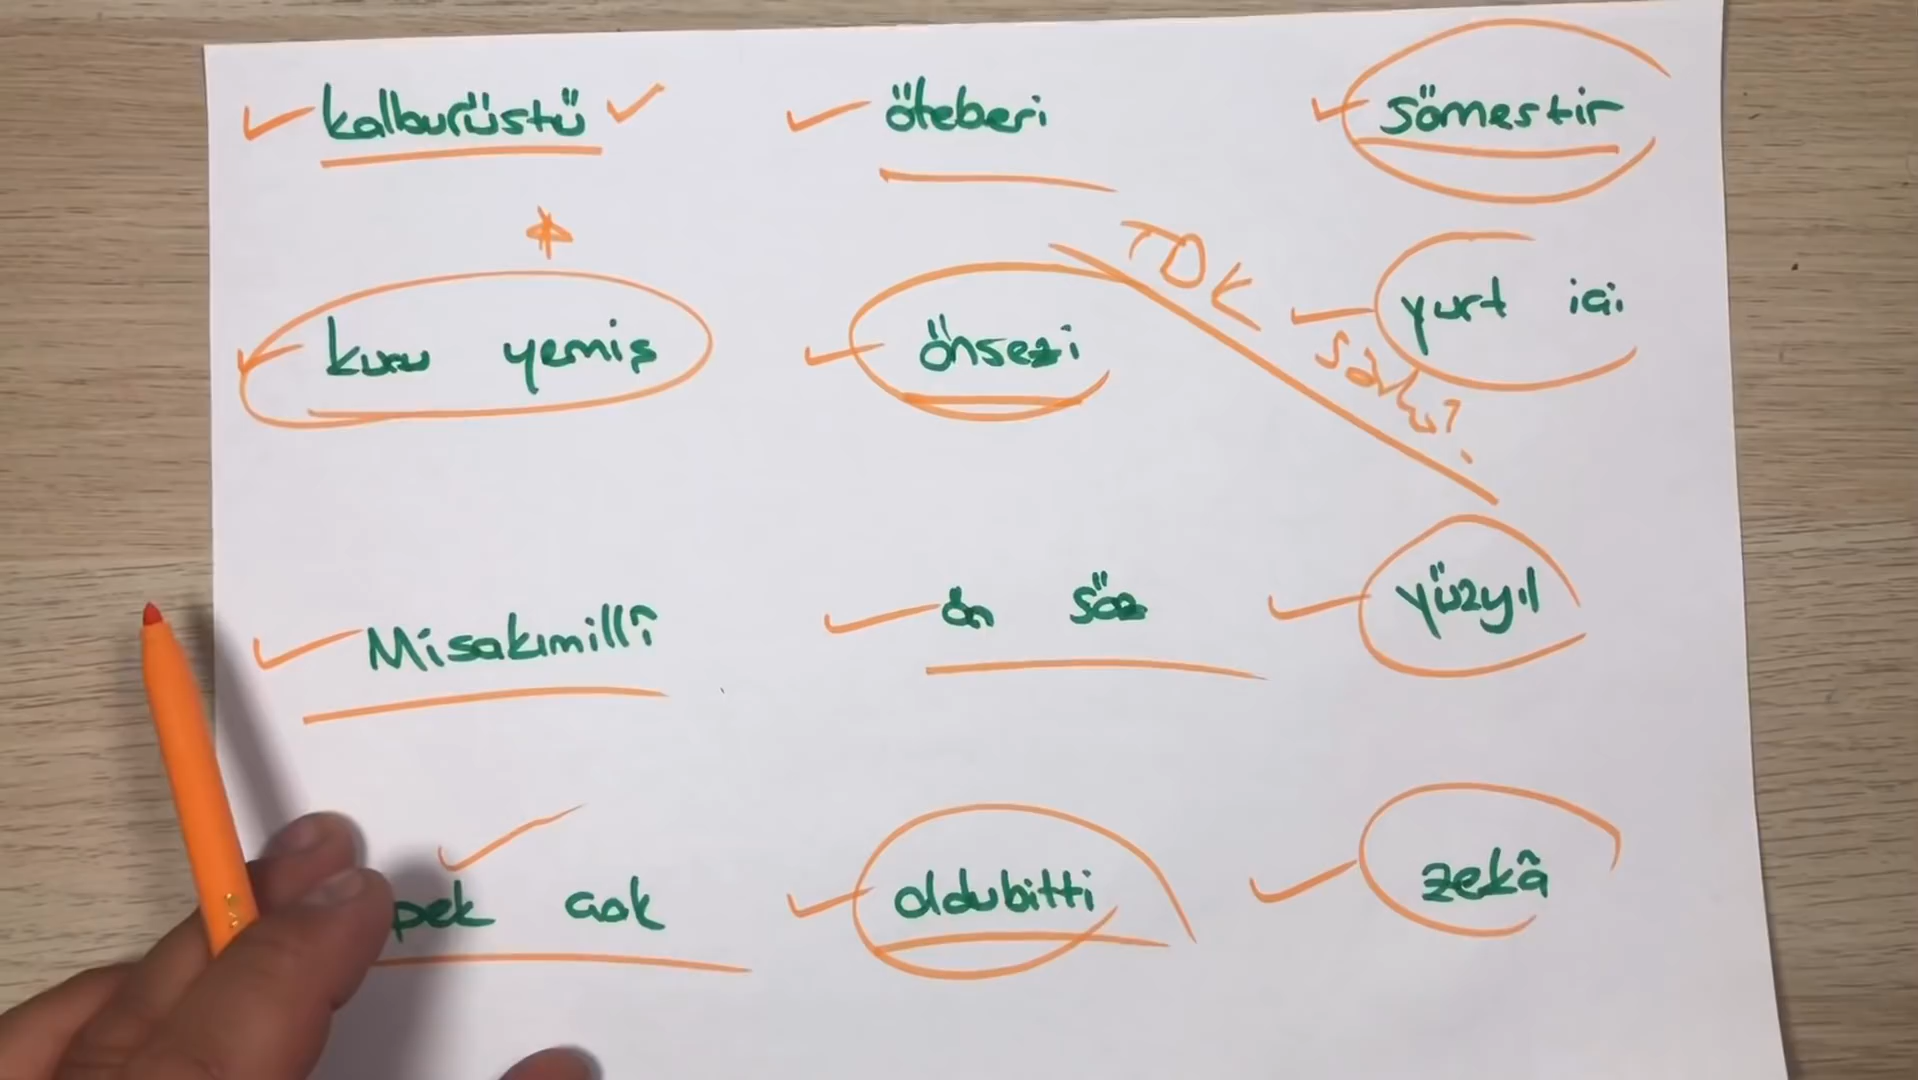 kalburüstü öteberi sömestir
kuru yemiş önsezi TDK yurt içi
Misakımillî ön söz yüzyıl
pek çok oldubitti zekâ